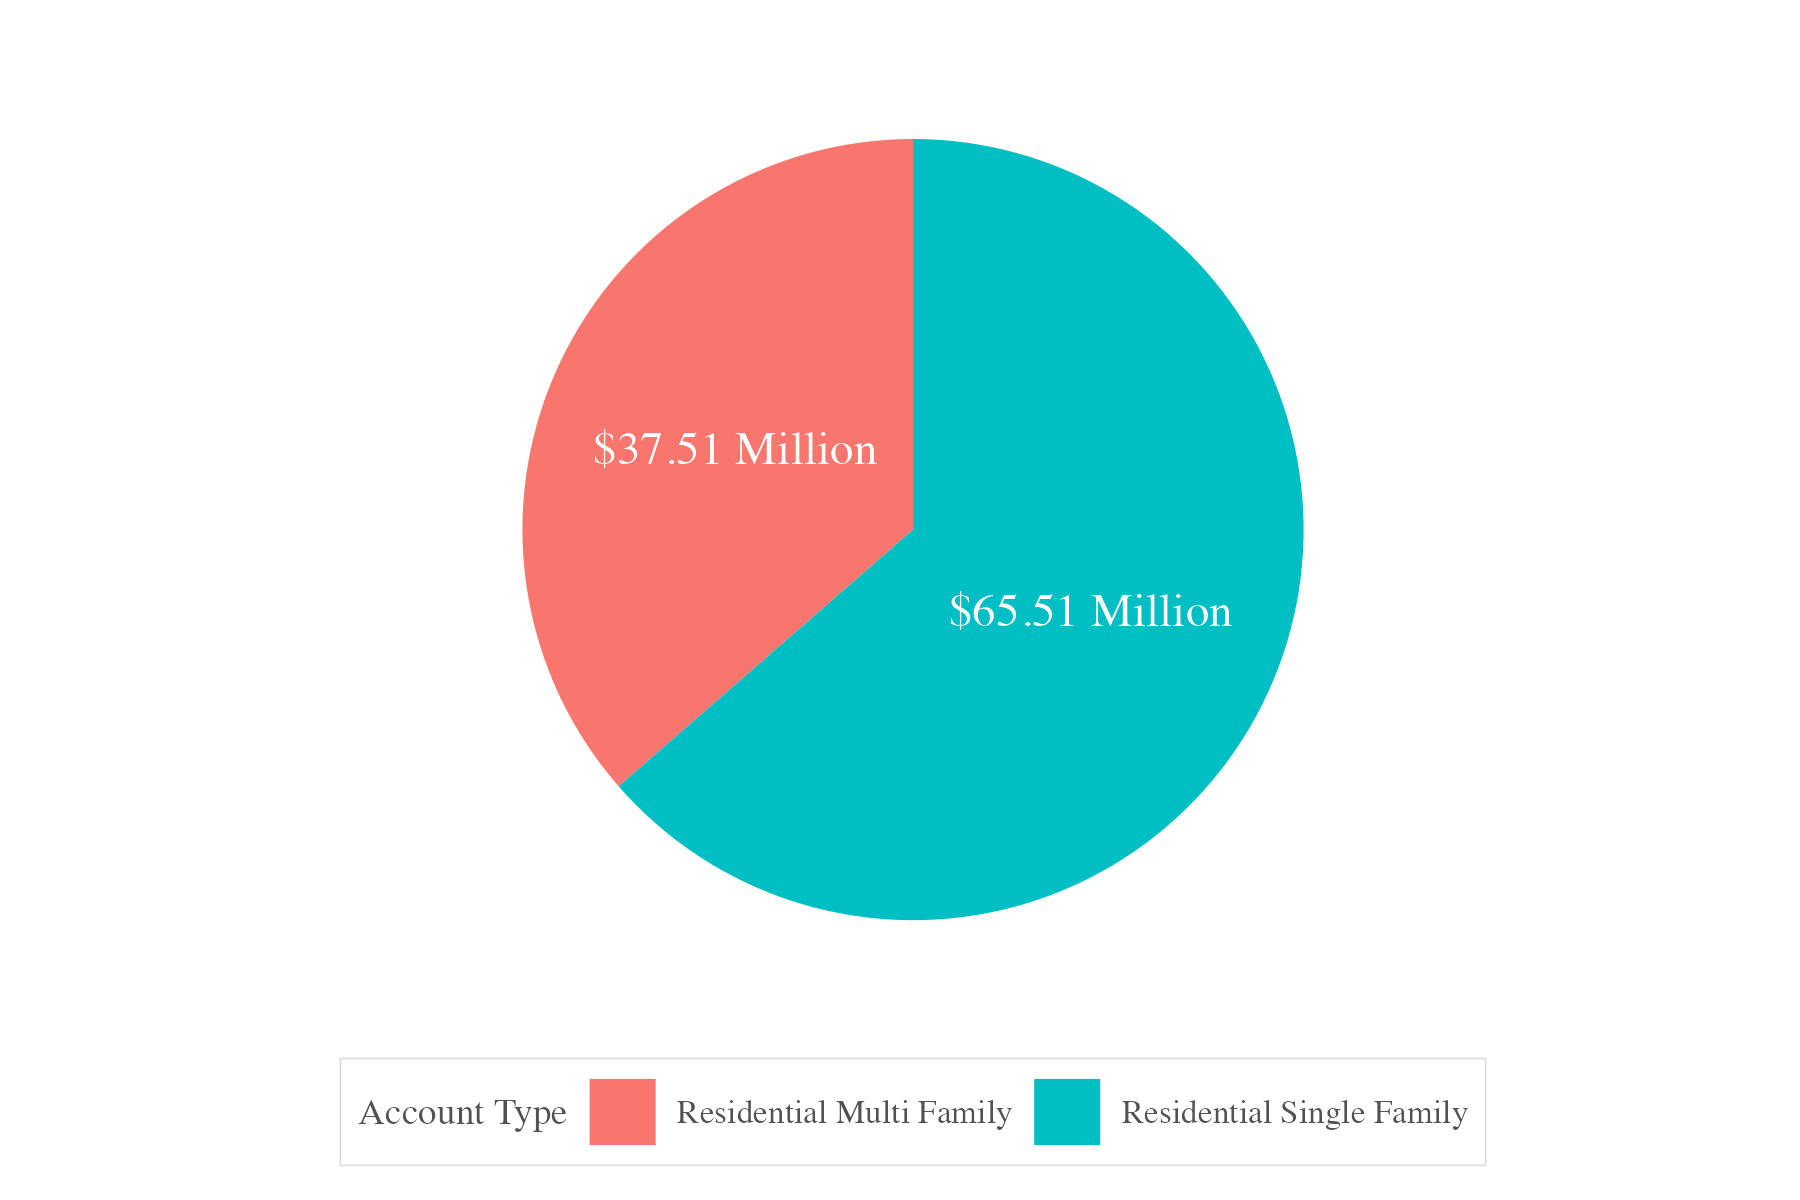 $37.51 Million
$65.51 Million
Account Type
Residential Multi Family
Residential Single Family